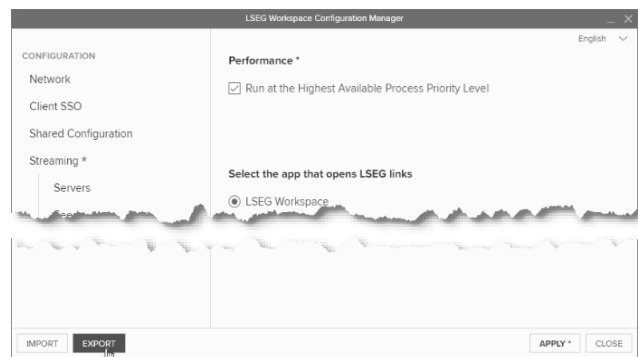 LSEG Workspace Configuration Manager
English
CONFIGURATION
Network
Client SSO
Shared Configuration
Streaming *
Servers
Performance *
Run at the Highest Available Process Priority Level
Select the app that opens LSEG links
LSEG Workspace
IMPORT
EXPORT
APPLY *
CLOSE